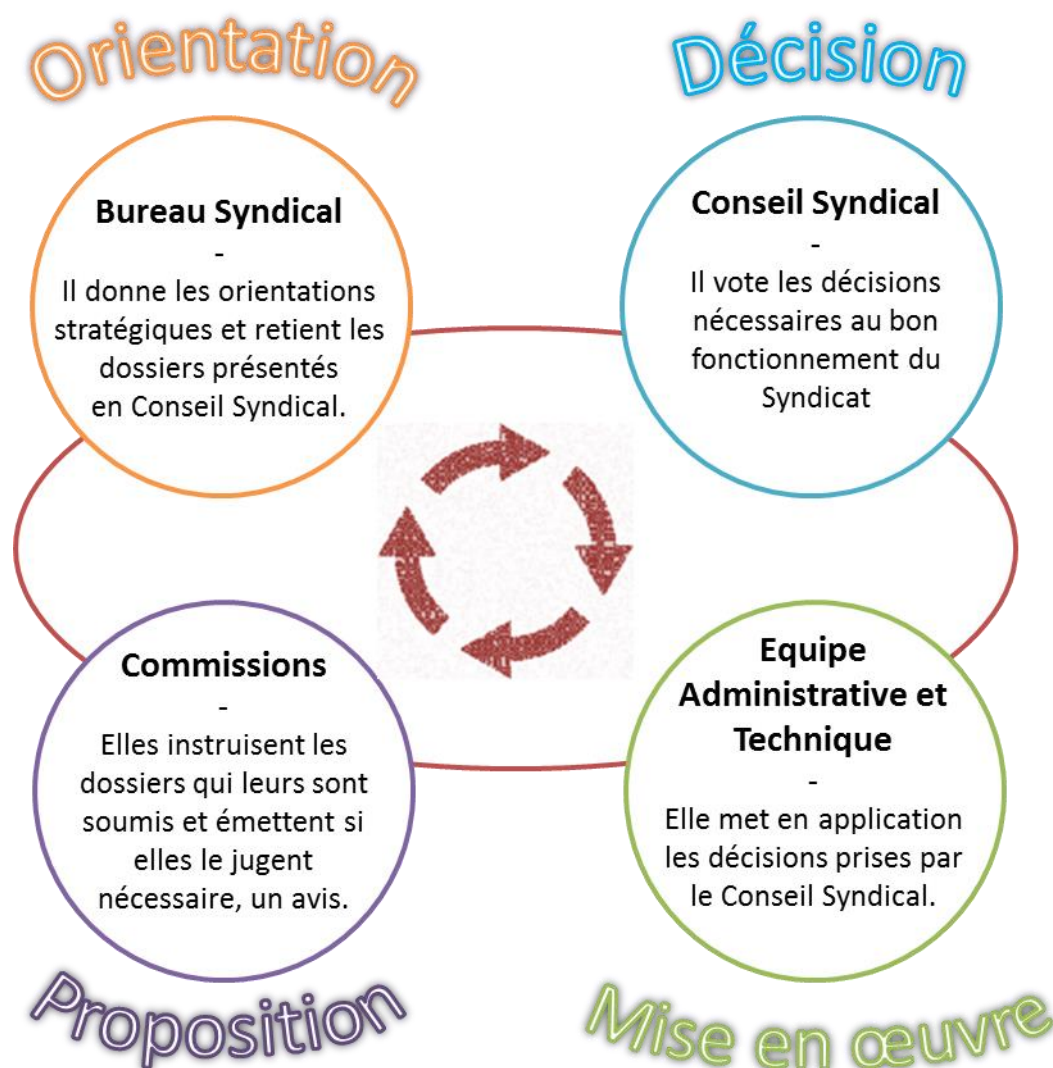 Orientation
Bureau Syndical
-
Il donne les orientations
stratégiques et retient les
dossiers présentés
en Conseil Syndical.
Décision
Conseil Syndical
-
Il vote les décisions
nécessaires au bon
fonctionnement du
Syndicat
Commissions
-
Elles instruisent les
dossiers qui leurs sont
soumis et émettent si
elles le jugent
nécessaire, un avis.
Proposition
Equipe
Administrative et
Technique
-
Elle met en application
les décisions prises par
le Conseil Syndical.
Mise en œuvre